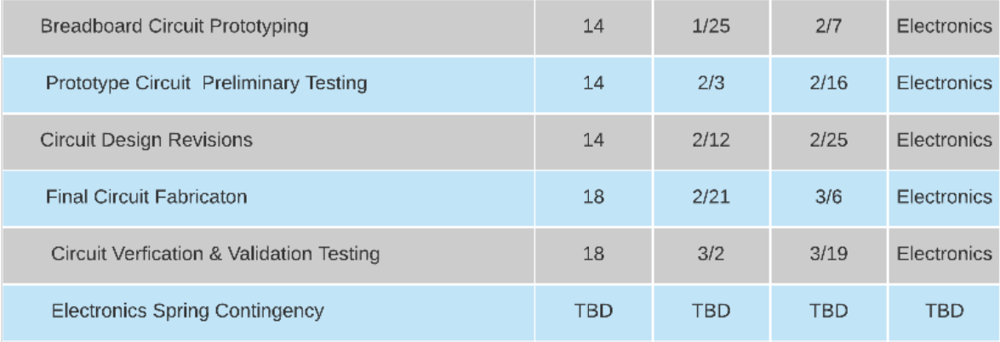 Breadboard Circuit Prototyping 14 1/25 2/7 Electronics
Prototype Circuit Preliminary Testing 14 2/3 2/16 Electronics
Circuit Design Revisions 14 2/12 2/25 Electronics
Final Circuit Fabricaton 18 2/21 3/6 Electronics
Circuit Verfication & Validation Testing 18 3/2 3/19 Electronics
Electronics Spring Contingency TBD TBD TBD TBD